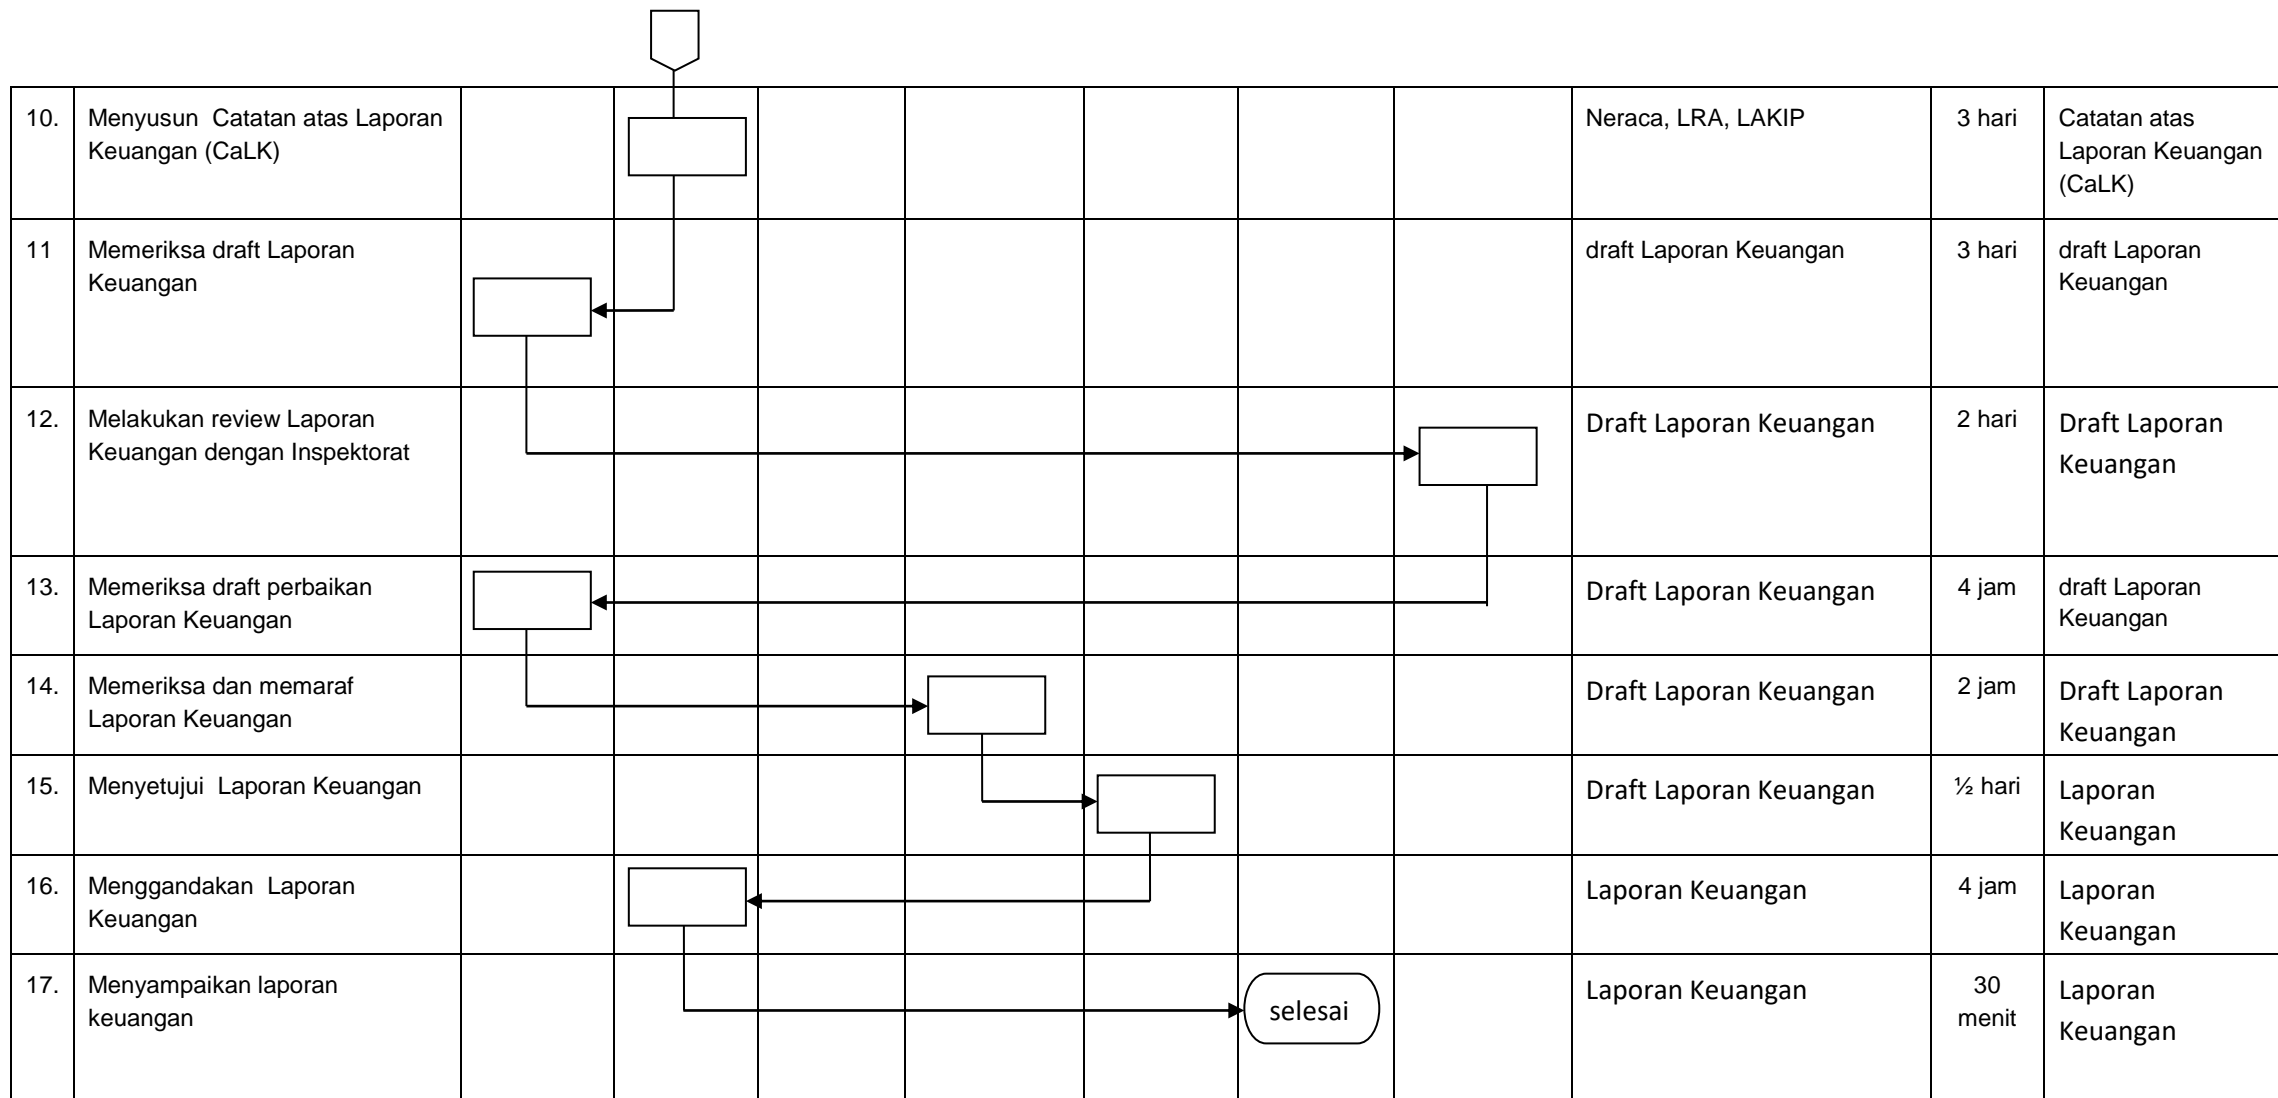 10.
Menyusun  Catatan atas Laporan
Keuangan (CaLK)
Neraca, LRA, LAKIP
3 hari
Catatan atas
Laporan Keuangan
(CaLK)
11
Memeriksa draft Laporan
Keuangan
draft Laporan Keuangan
3 hari
draft Laporan
Keuangan
12.
Melakukan review Laporan
Keuangan dengan Inspektorat
Draft Laporan Keuangan
2 hari
Draft Laporan
Keuangan
13.
Memeriksa draft perbaikan
Laporan Keuangan
Draft Laporan Keuangan
4 jam
draft Laporan
Keuangan
14.
Memeriksa dan memaraf
Laporan Keuangan
Draft Laporan Keuangan
2 jam
Draft Laporan
Keuangan
15.
Menyetujui  Laporan Keuangan
Draft Laporan Keuangan
½ hari
Laporan
Keuangan
16.
Menggandakan  Laporan
Keuangan
Laporan Keuangan
4 jam
Laporan
Keuangan
17.
Menyampaikan laporan
keuangan
selesai
Laporan Keuangan
30
menit
Laporan
Keuangan